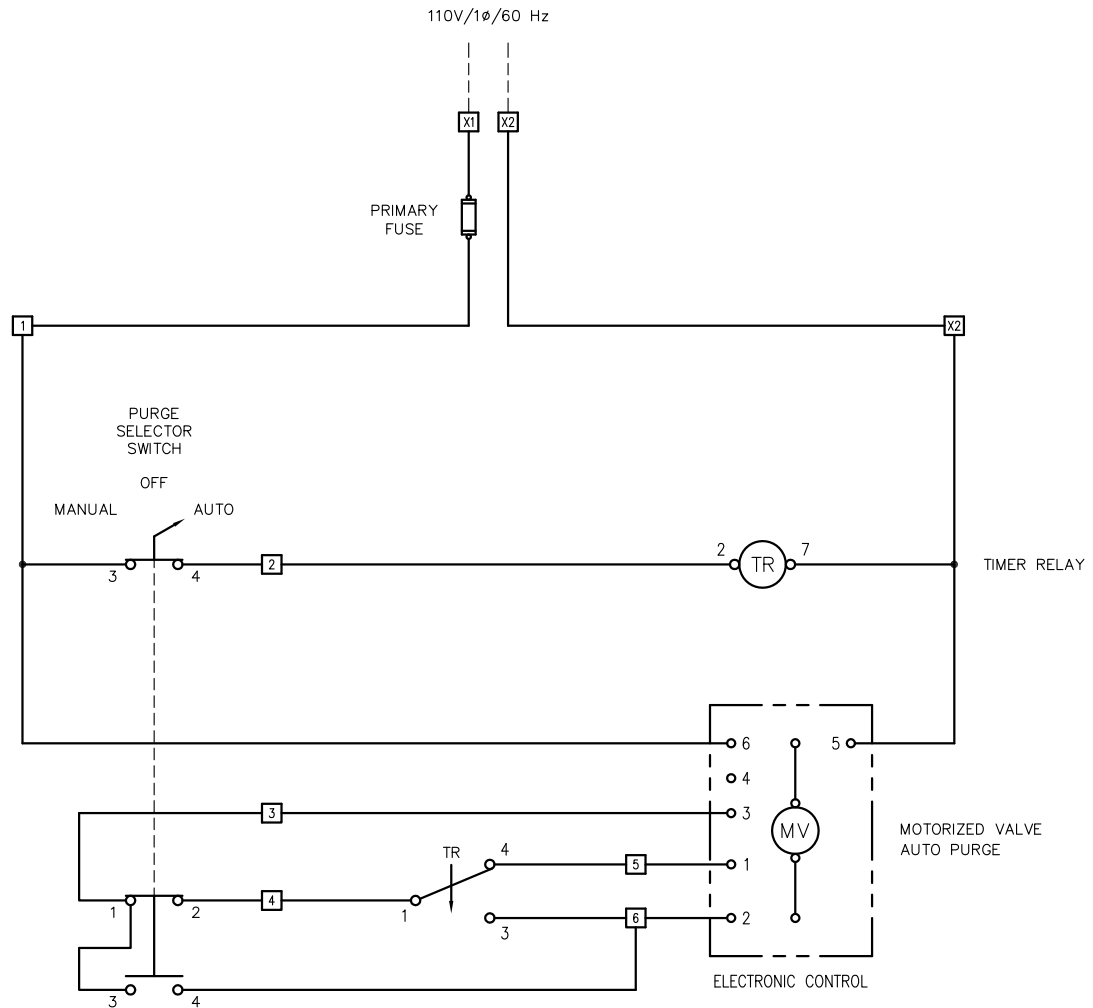 110V/1ø/60 Hz
X1 X2
PRIMARY
FUSE
1 X2
PURGE
SELECTOR
SWITCH
OFF
MANUAL AUTO
3 4 2 2 TR 7 TIMER RELAY
6 5
4
3 3
MV
MOTORIZED VALVE
AUTO PURGE
TR 4 5 1
1 2 4 1
3 6 2
3 4
ELECTRONIC CONTROL